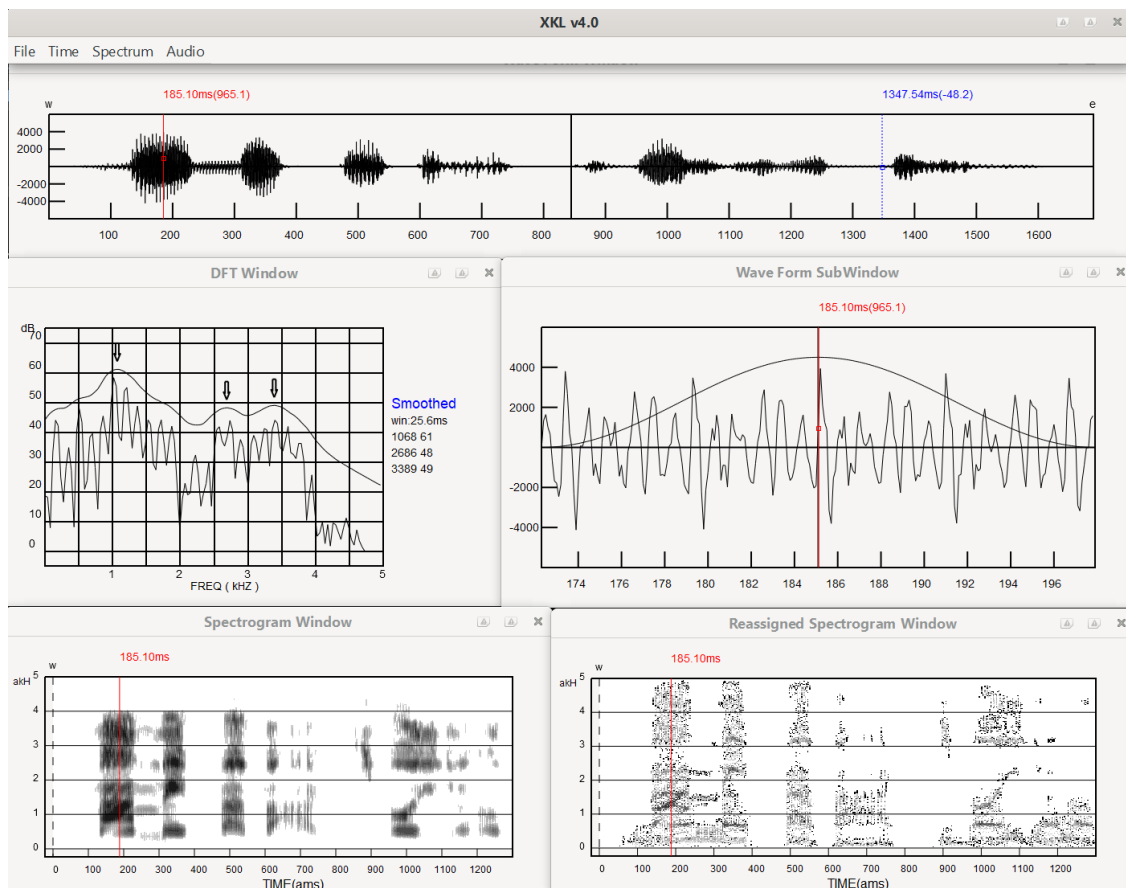 XKL v4.0
File Time Spectrum Audio
185.10ms(965.1) 1347.54ms(-48.2)
w e
4000
2000
0
-2000
-4000
100 200 300 400 500 600 700 800 900 1000 1100 1200 1300 1400 1500 1600
DFT Window
dB
70
60
50
40
30
20
10
0
1 2 3 4 5
FREQ ( kHZ )
Smoothed
win:25.6ms
1068 61
2686 48
3389 49
Wave Form SubWindow
185.10ms(965.1)
4000
2000
0
-2000
-4000
174 176 178 180 182 184 186 188 190 192 194 196
Spectrogram Window
185.10ms
w
akH
5
4
3
2
1
0
0 100 200 300 400 500 600 700 800 900 1000 1100 1200
TIME(ams)
Reassigned Spectrogram Window
185.10ms
w
akH
5
4
3
2
1
0
0 100 200 300 400 500 600 700 800 900 1000 1100 1200
TIME(ams)